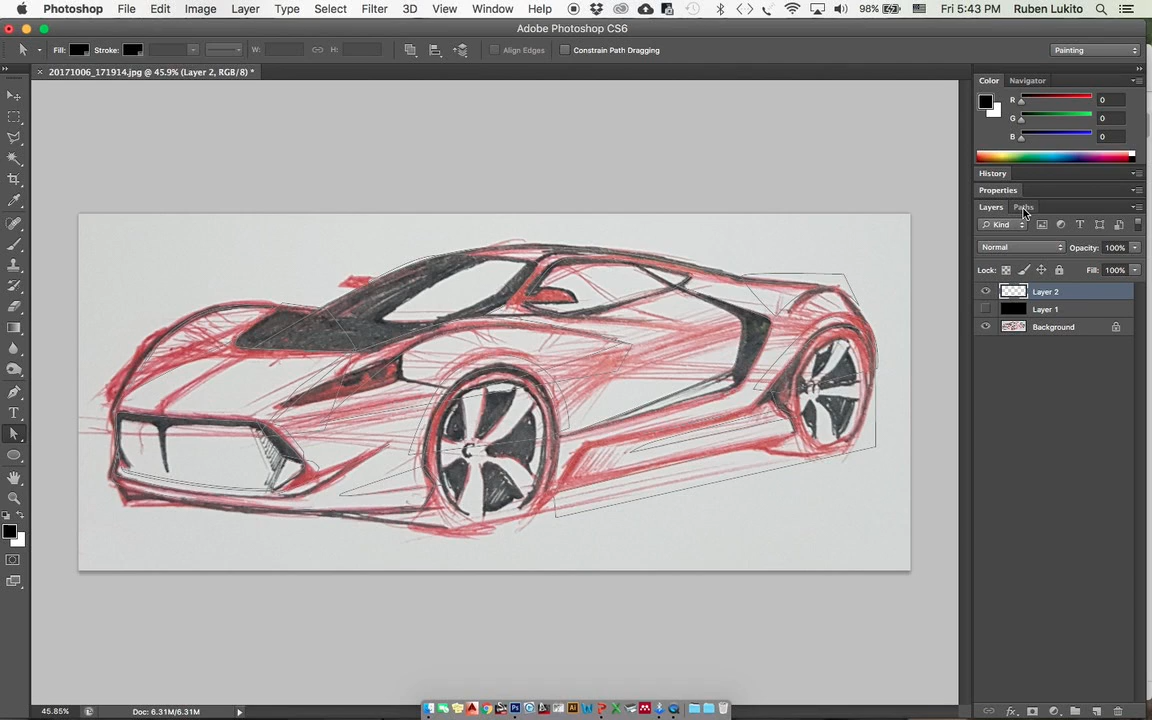 Photoshop File Edit Image Layer Type Select Filter 3D View Window Help 98% Fri 5:43 PM Ruben Lukito
Adobe Photoshop CS6
Fill: Stroke: W: H: Align Edges Constrain Path Dragging Painting
20171006_171914.jpg @ 45.9% (Layer 2, RGB/8) *
Color Navigator
R 0
G 0
B 0
History
Properties
Layers Paths
Kind
Normal Opacity: 100%
Lock: Fill: 100%
Layer 2
Layer 1
Background
45.85% Doc: 6.31M/6.31M